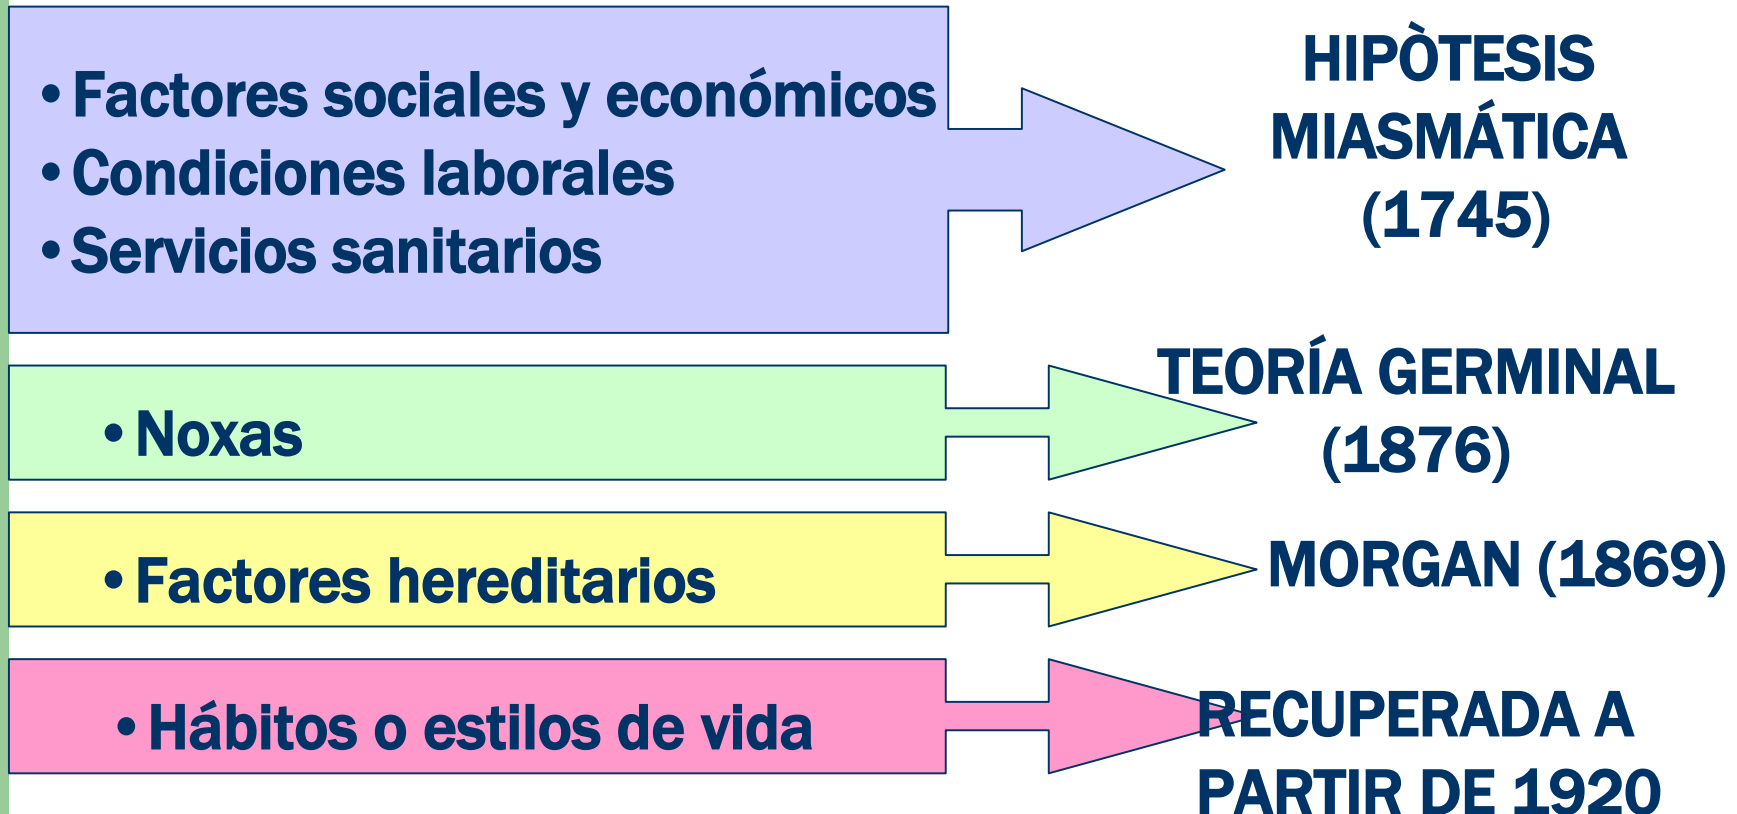 • Factores sociales y económicos
• Condiciones laborales
• Servicios sanitarios
HIPÒTESIS
MIASMÁTICA
(1745)
• Noxas
TEORÍA GERMINAL
(1876)
• Factores hereditarios
MORGAN (1869)
• Hábitos o estilos de vida
RECUPERADA A
PARTIR DE 1920